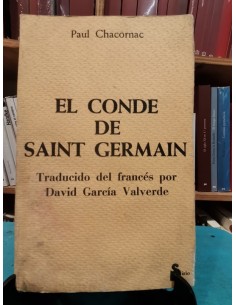 Paul Chacornac
EL CONDE
DE
SAINT GERMAIN
Traducido del francés por
David García Valverde